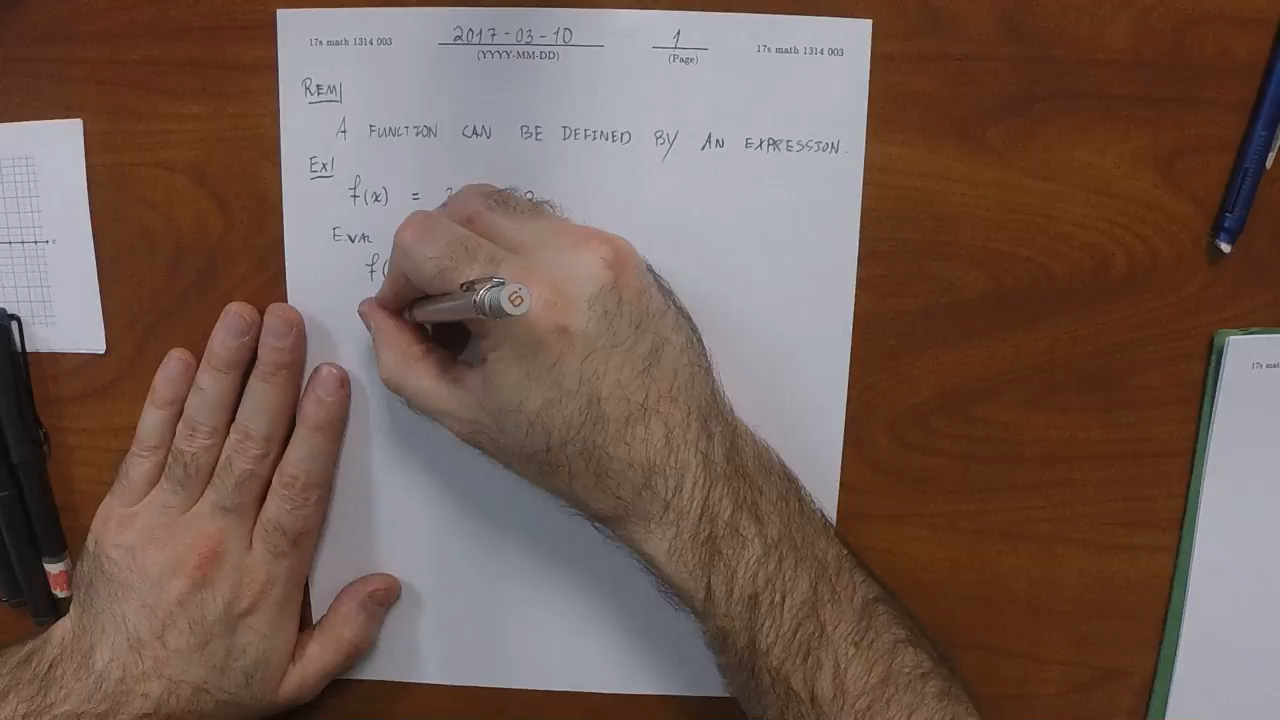 17s math 1314 003 2017-03-10 1 17s math 1314 003
(YYYY-MM-DD) (Page)
REM
A FUNCTION CAN BE DEFINED BY AN EXPRESSION.
EX
f(x) =
EVAL
f(